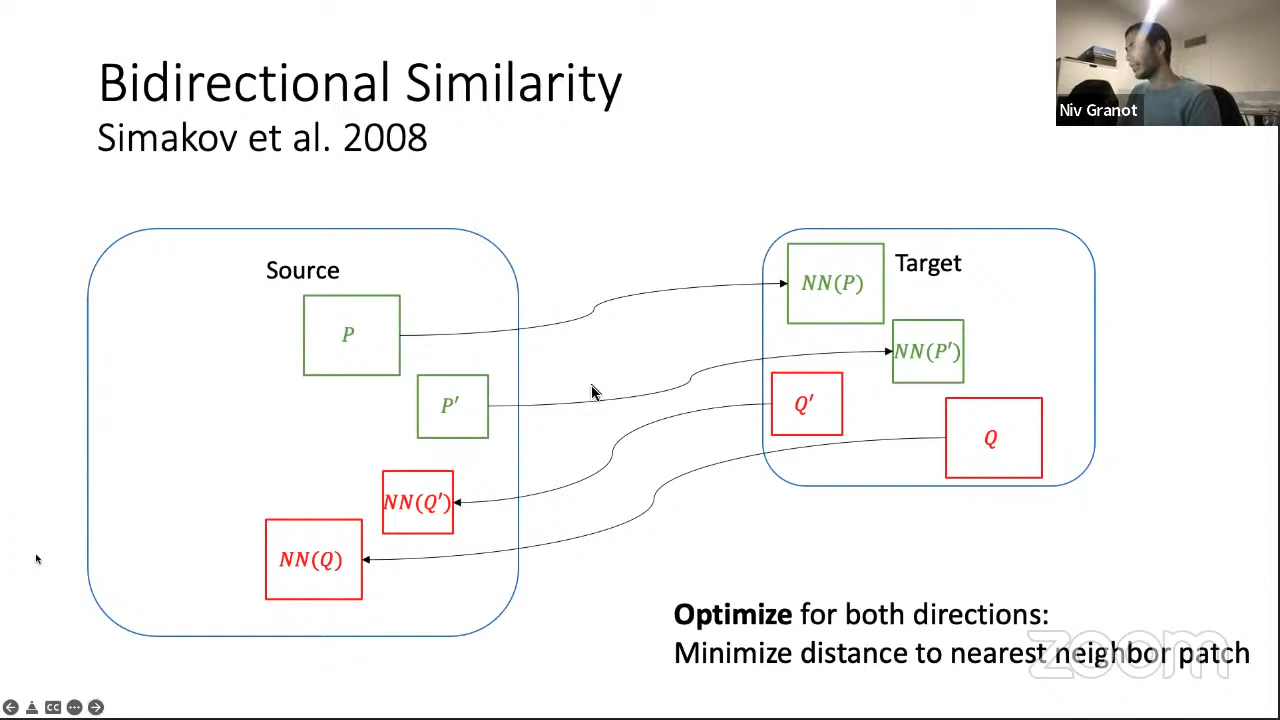 Bidirectional Similarity
Simakov et al. 2008
Niv Granot
Source
Target
P
NN(P)
P′
NN(P′)
Q′
Q
NN(Q′)
NN(Q)
Optimize for both directions:
Minimize distance to nearest neighbor patch
zoom
CC